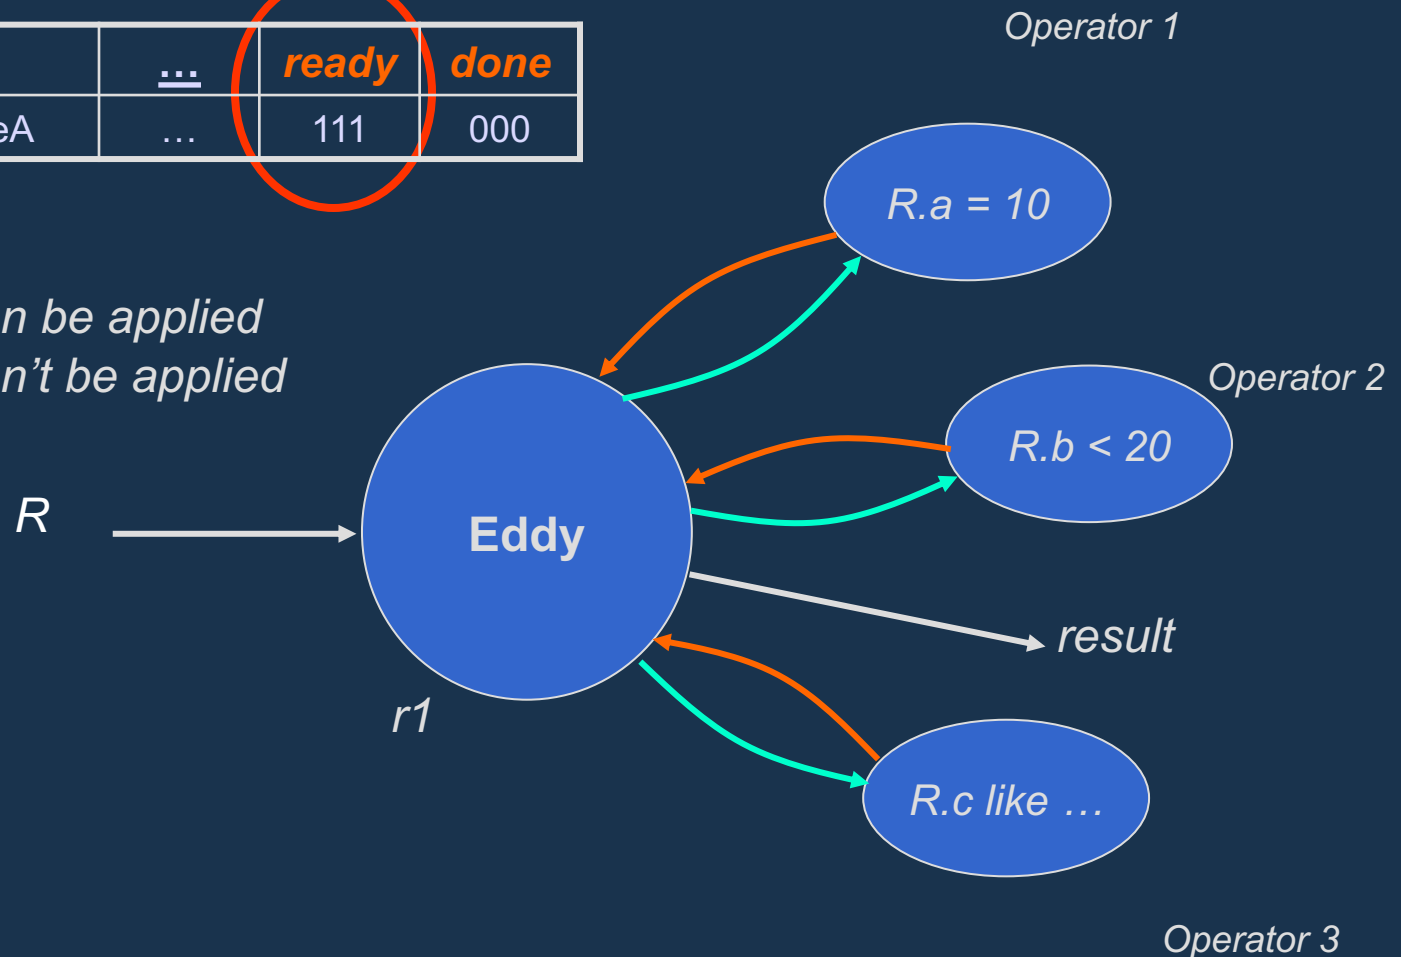 Operator 1
… ready done
eA … 111 000
R.a = 10
n be applied
n't be applied
Operator 2
R.b < 20
R
Eddy
result
r1
R.c like …
Operator 3